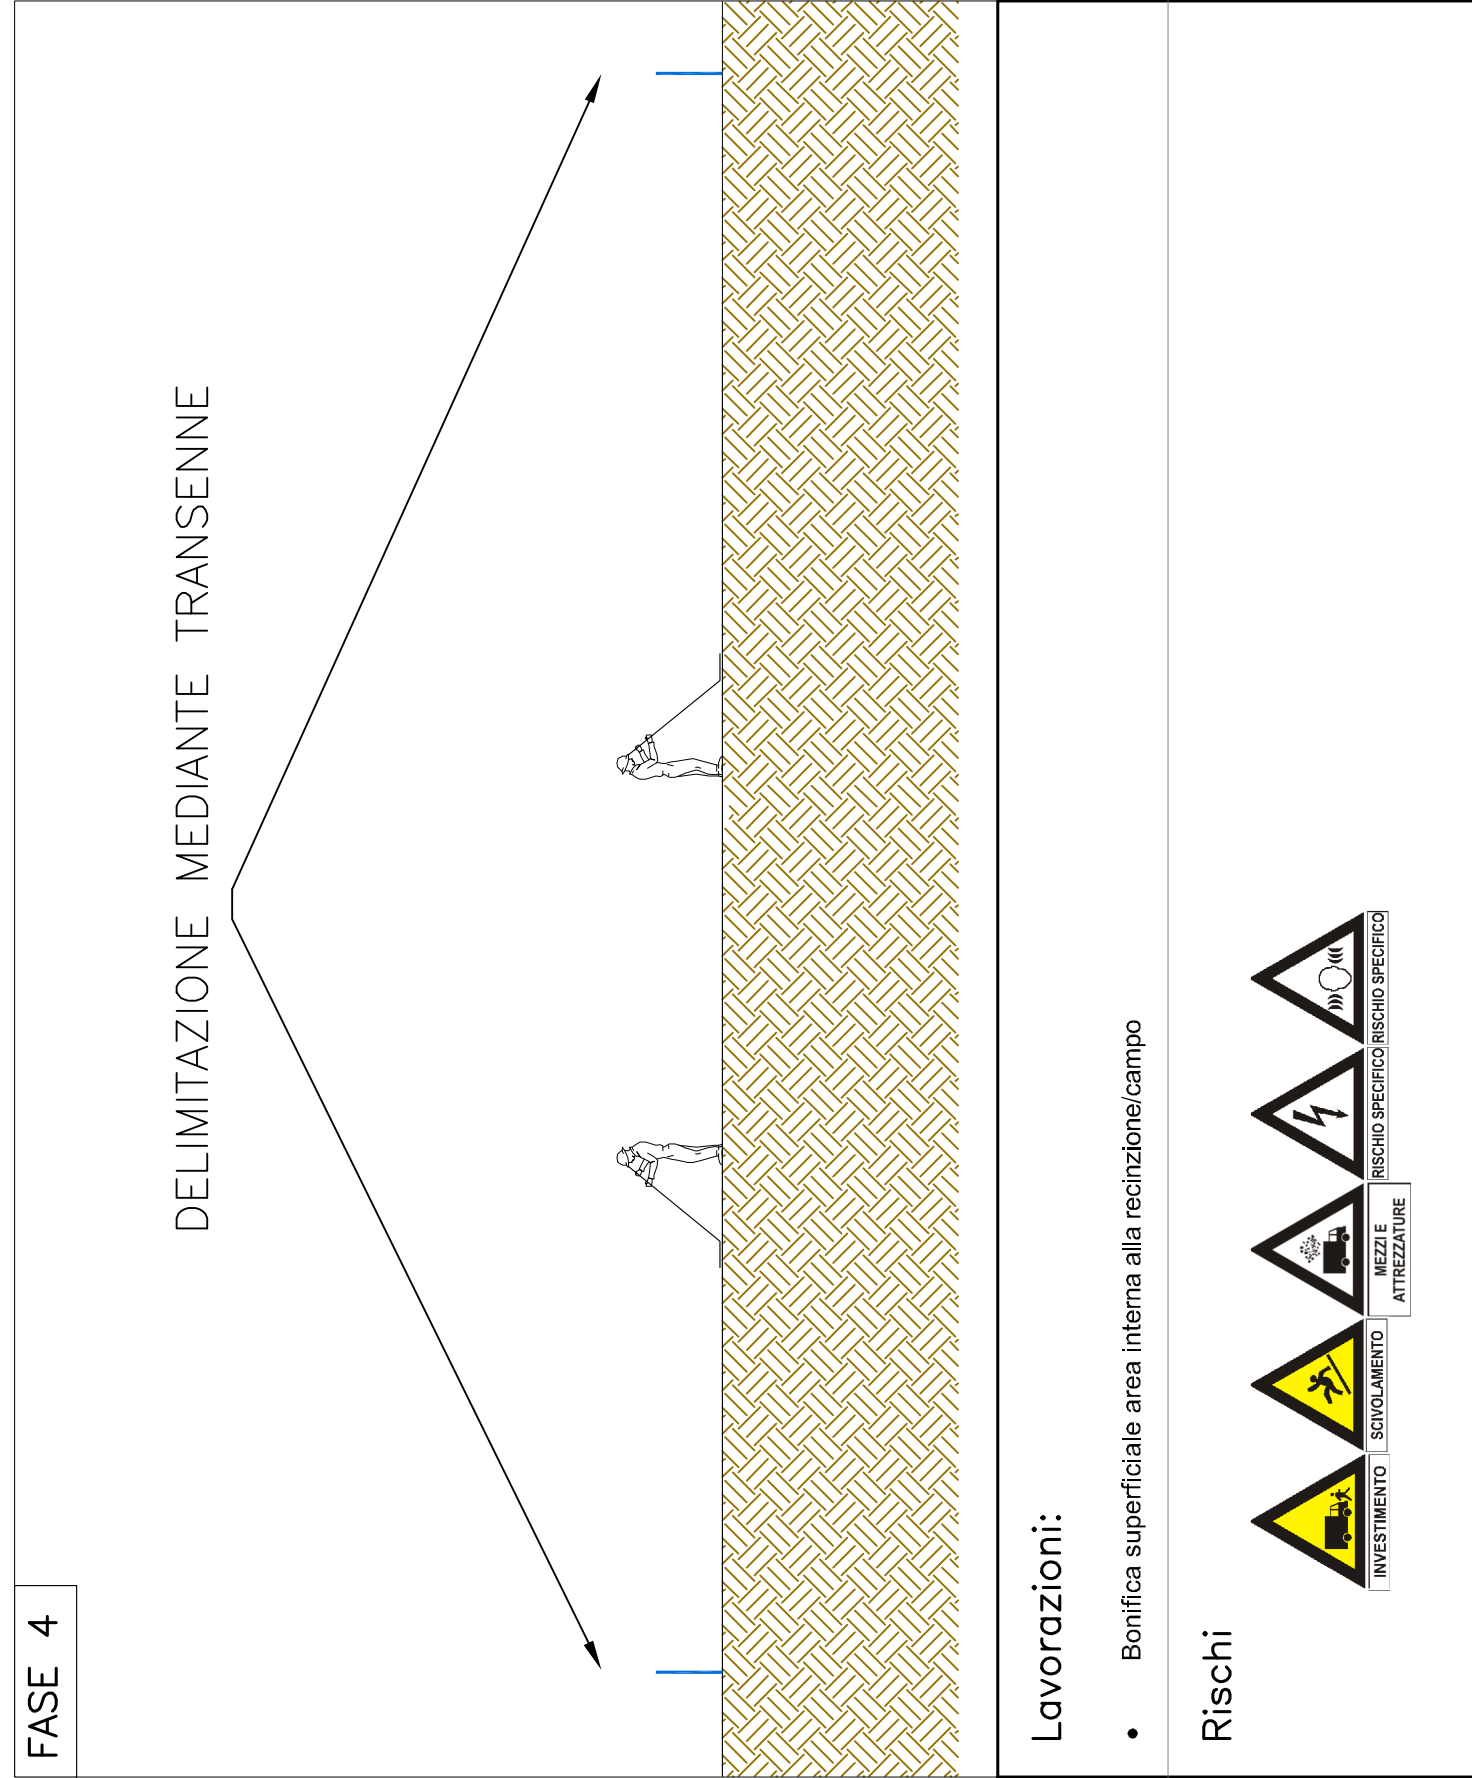 FASE 4
DELIMITAZIONE MEDIANTE TRANSENNE
Lavorazioni:
• Bonifica superficiale area interna alla recinzione/campo
Rischi
INVESTIMENTO
SCIVOLAMENTO
MEZZI E
ATTREZZATURE
RISCHIO SPECIFICO
RISCHIO SPECIFICO